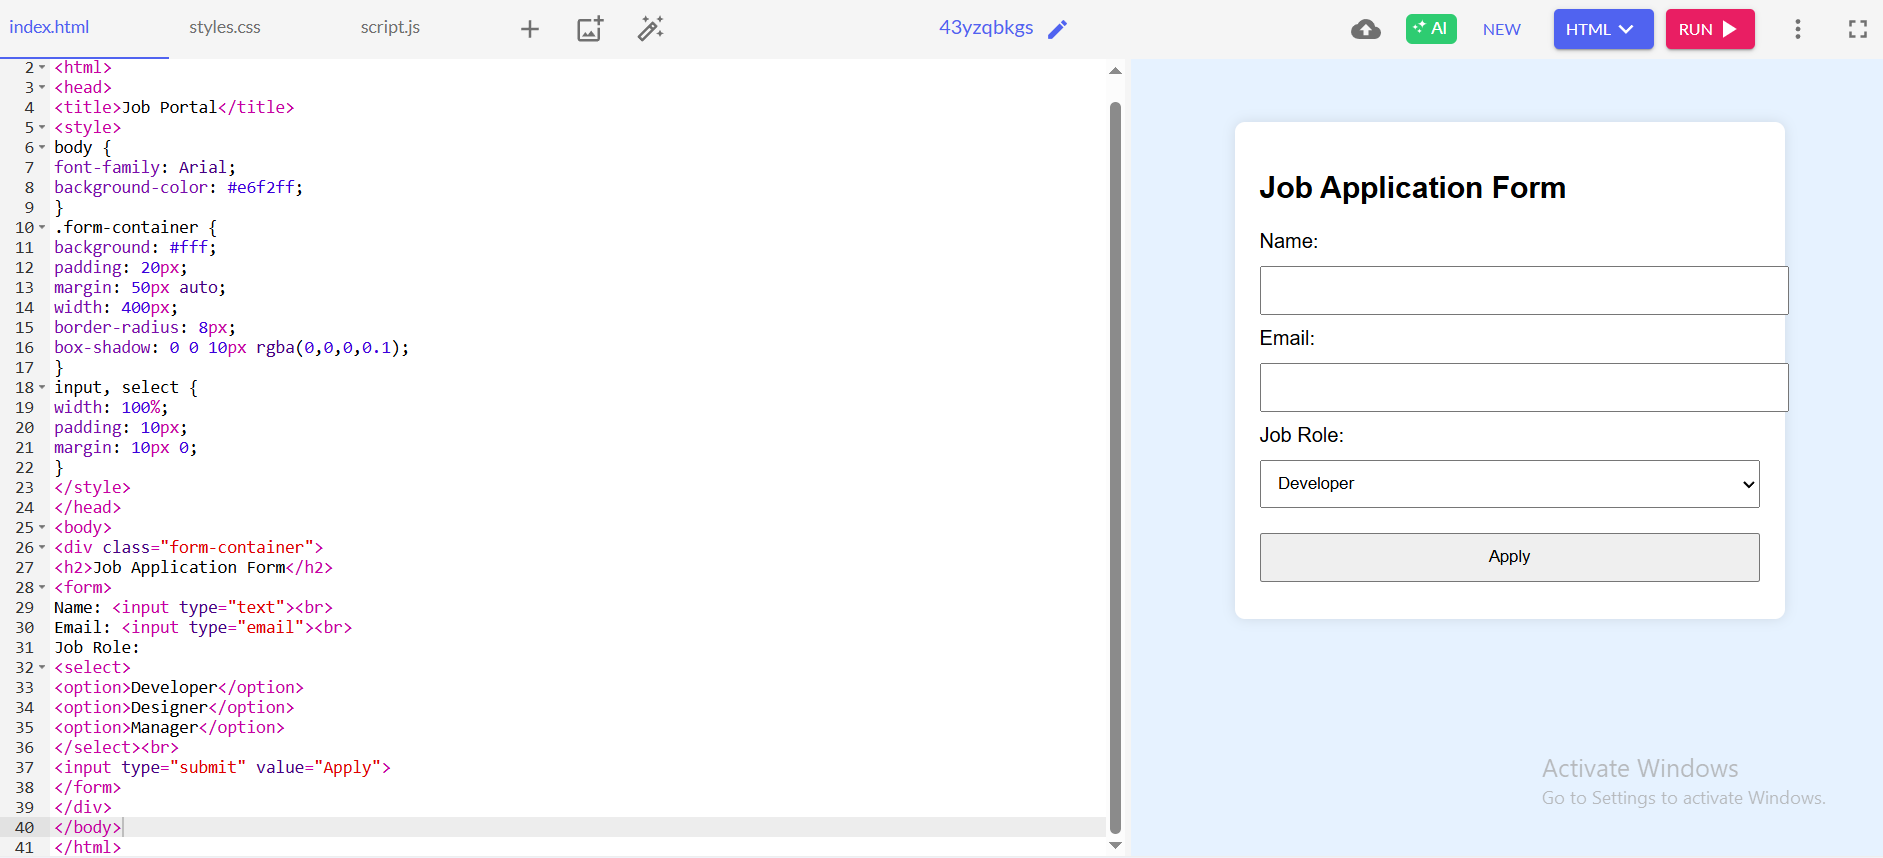 index.html styles.css script.js 43yzqbkgs AI NEW HTML RUN
2 <html>
3 <head>
4 <title>Job Portal</title>
5 <style>
6 body {
7 font-family: Arial;
8 background-color: #e6f2ff;
9 }
10 .form-container {
11 background: #fff;
12 padding: 20px;
13 margin: 50px auto;
14 width: 400px;
15 border-radius: 8px;
16 box-shadow: 0 0 10px rgba(0,0,0,0.1);
17 }
18 input, select {
19 width: 100%;
20 padding: 10px;
21 margin: 10px 0;
22 }
23 </style>
24 </head>
25 <body>
26 <div class="form-container">
27 <h2>Job Application Form</h2>
28 <form>
29 Name: <input type="text"><br>
30 Email: <input type="email"><br>
31 Job Role:
32 <select>
33 <option>Developer</option>
34 <option>Designer</option>
35 <option>Manager</option>
36 </select><br>
37 <input type="submit" value="Apply">
38 </form>
39 </div>
40 </body>
41 </html>
Job Application Form
Name:
Email:
Job Role:
Developer
Apply
Activate Windows
Go to Settings to activate Windows.